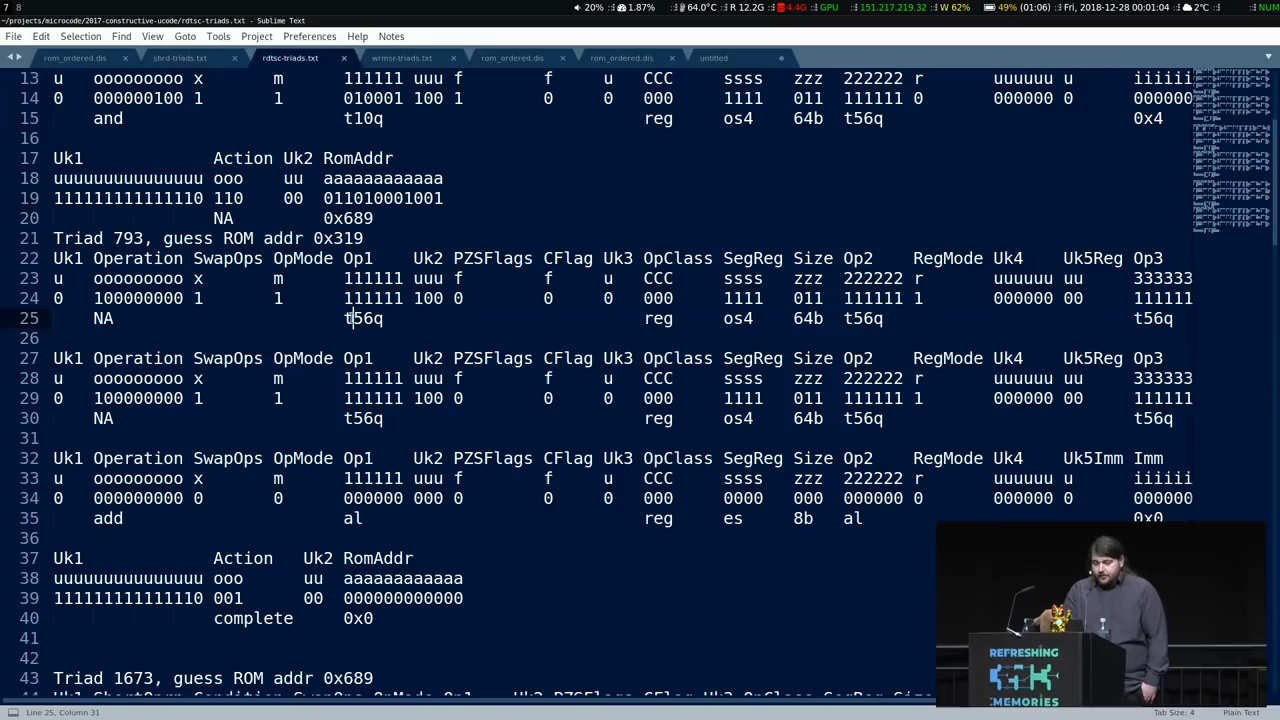 7 8 20% 1.87% 64.0°C R 12.2G 4.4G GPU 151.217.219.32 W 62% 49% (01:06) Fri, 2018-12-28 00:01:04 2°C NUM
~/projects/microcode/2017-constructive-ucode/rdtsc-triads.txt - Sublime Text
File Edit Selection Find View Goto Tools Project Preferences Help Notes
rom_ordered.dis shrd-triads.txt rdtsc-triads.txt wrmsr-triads.txt rom_ordered.dis rom_ordered.dis untitled
13 u ooooooooo x m 111111 uuu f f u CCC ssss zzz 222222 r uuuuuu u iiiiii
14 0 000000100 1 1 010001 100 1 0 0 000 1111 011 111111 0 000000 0 000000
15 and t10q reg os4 64b t56q 0x4
16
17 Uk1 Action Uk2 RomAddr
18 uuuuuuuuuuuuuuu ooo uu aaaaaaaaaaaa
19 111111111111110 110 00 011010001001
20 NA 0x689
21 Triad 793, guess ROM addr 0x319
22 Uk1 Operation SwapOps OpMode Op1 Uk2 PZSFlags CFlag Uk3 OpClass SegReg Size Op2 RegMode Uk4 Uk5Reg Op3
23 u ooooooooo x m 111111 uuu f f u CCC ssss zzz 222222 r uuuuuu uu 333333
24 0 100000000 1 1 111111 100 0 0 0 000 1111 011 111111 1 000000 00 111111
25 NA t56q reg os4 64b t56q t56q
26
27 Uk1 Operation SwapOps OpMode Op1 Uk2 PZSFlags CFlag Uk3 OpClass SegReg Size Op2 RegMode Uk4 Uk5Reg Op3
28 u ooooooooo x m 111111 uuu f f u CCC ssss zzz 222222 r uuuuuu uu 333333
29 0 100000000 1 1 111111 100 0 0 0 000 1111 011 111111 1 000000 00 111111
30 NA t56q reg os4 64b t56q t56q
31
32 Uk1 Operation SwapOps OpMode Op1 Uk2 PZSFlags CFlag Uk3 OpClass SegReg Size Op2 RegMode Uk4 Uk5Imm Imm
33 u ooooooooo x m 111111 uuu f f u CCC ssss zzz 222222 r uuuuuu u iiiiii
34 0 000000000 0 0 000000 000 0 0 0 000 0000 000 000000 0 000000 0 000000
35 add al reg es 8b al 0x0
36
37 Uk1 Action Uk2 RomAddr
38 uuuuuuuuuuuuuuu ooo uu aaaaaaaaaaaa
39 111111111111110 001 00 000000000000
40 complete 0x0
41
42
43 Triad 1673, guess ROM addr 0x689
REFRESHING
MEMORIES
Line 25, Column 31 Tab Size: 4 Plain Text